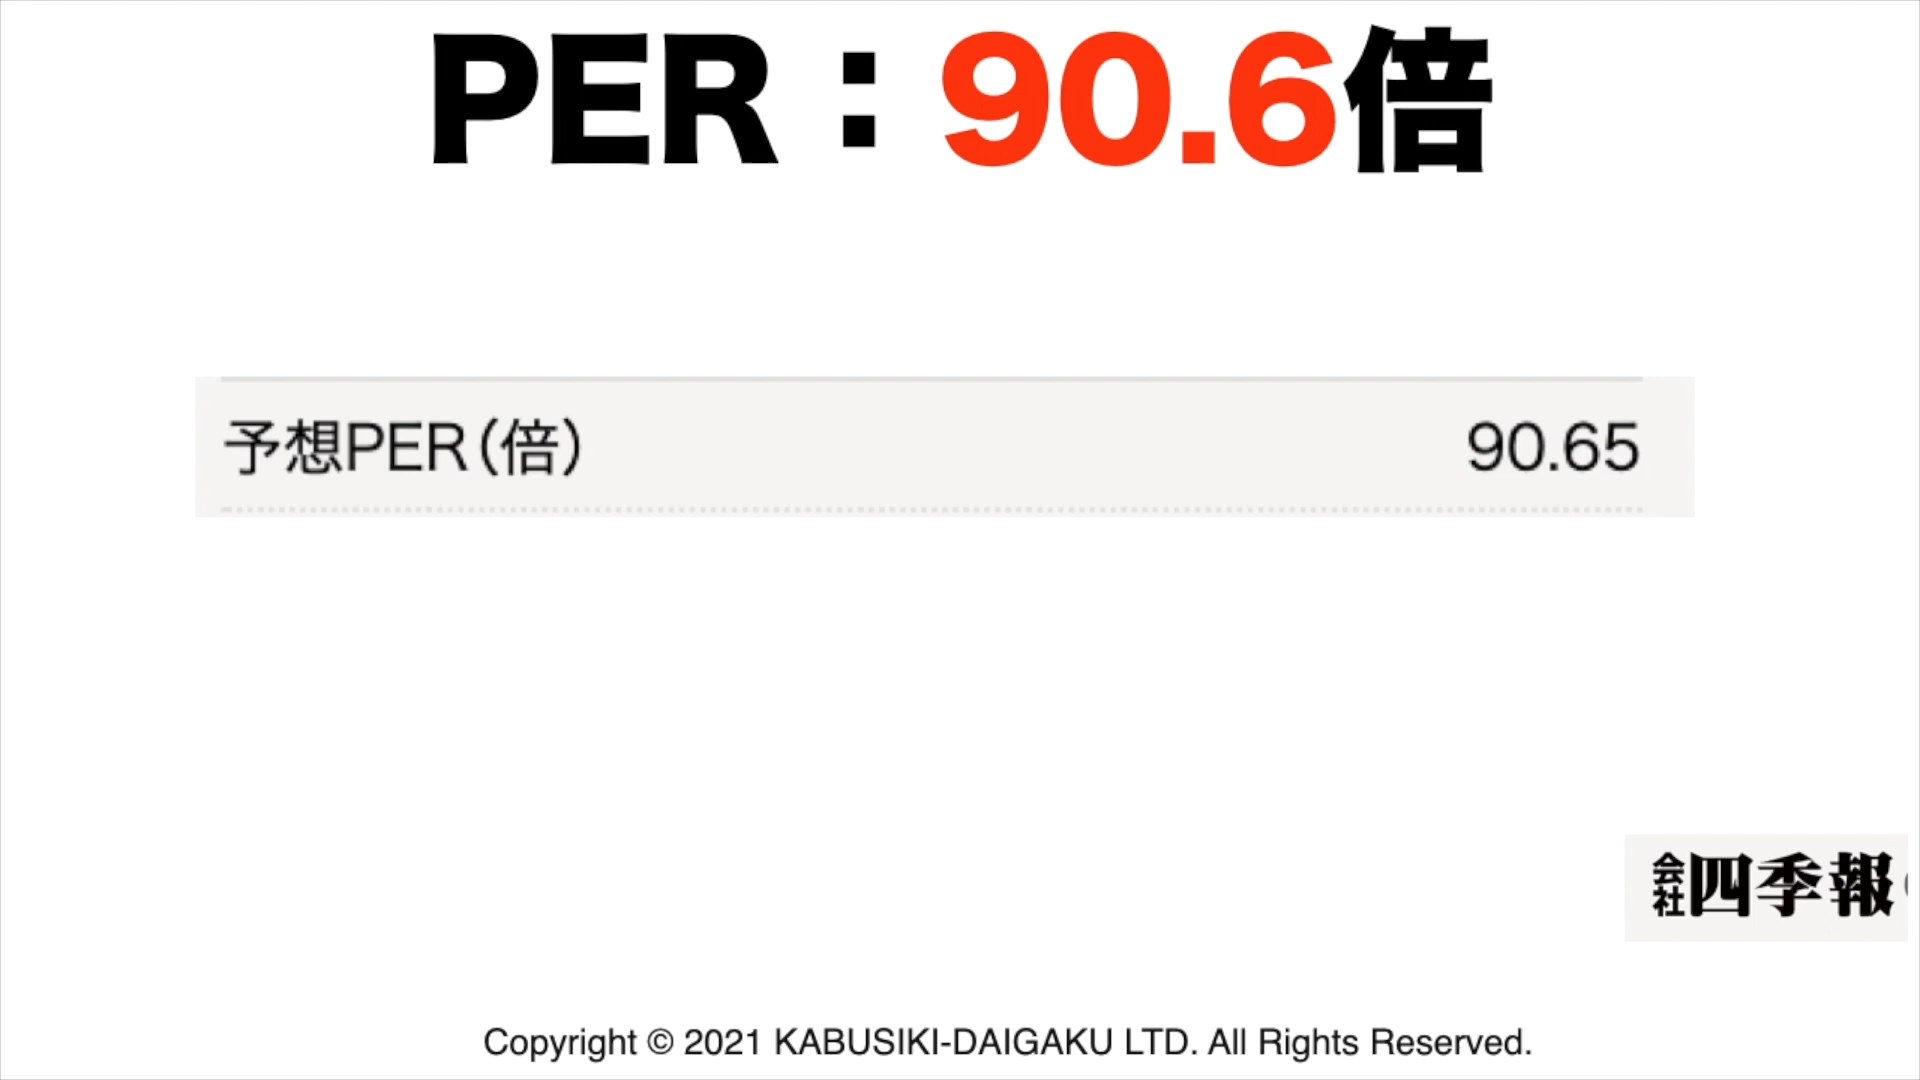 PER：90.6倍
予想PER(倍) 90.65
会社四季報
Copyright © 2021 KABUSIKI-DAIGAKU LTD. All Rights Reserved.